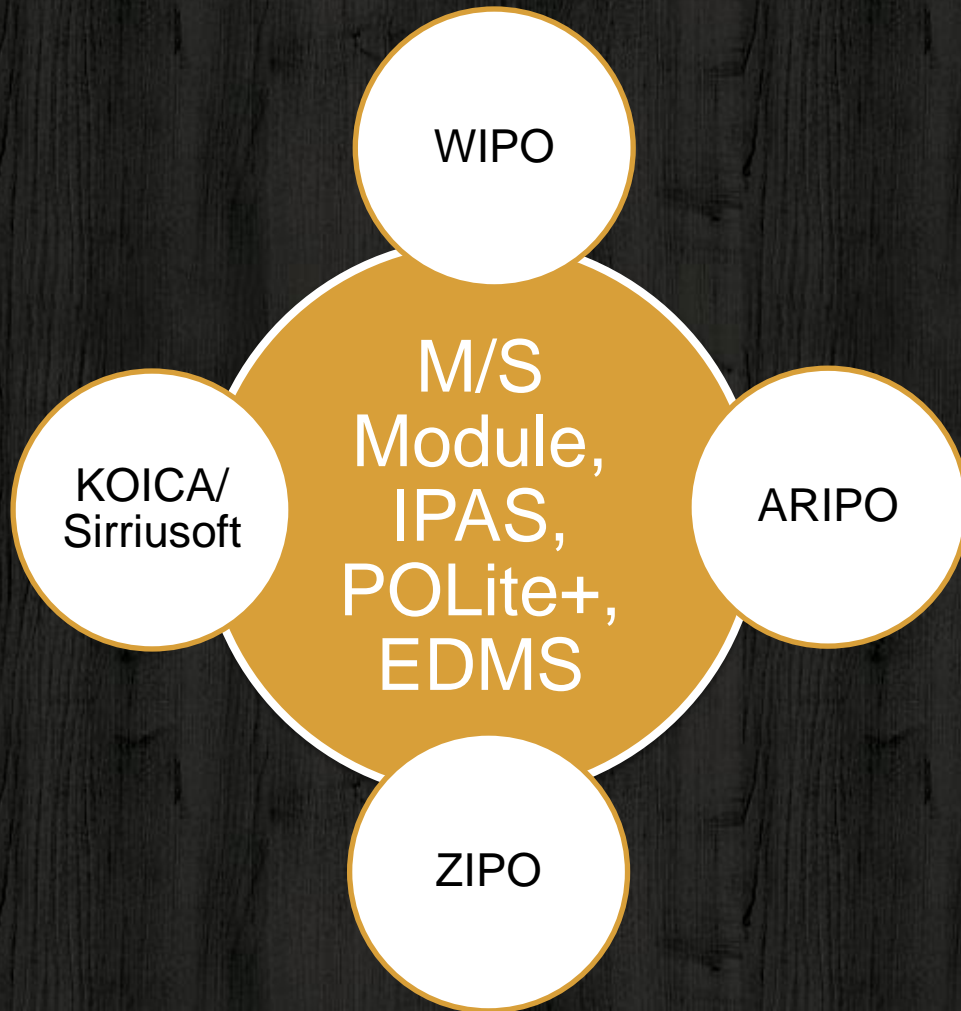 WIPO
M/S
Module,
IPAS,
POLite+,
EDMS
KOICA/
Sirriusoft
ARIPO
ZIPO